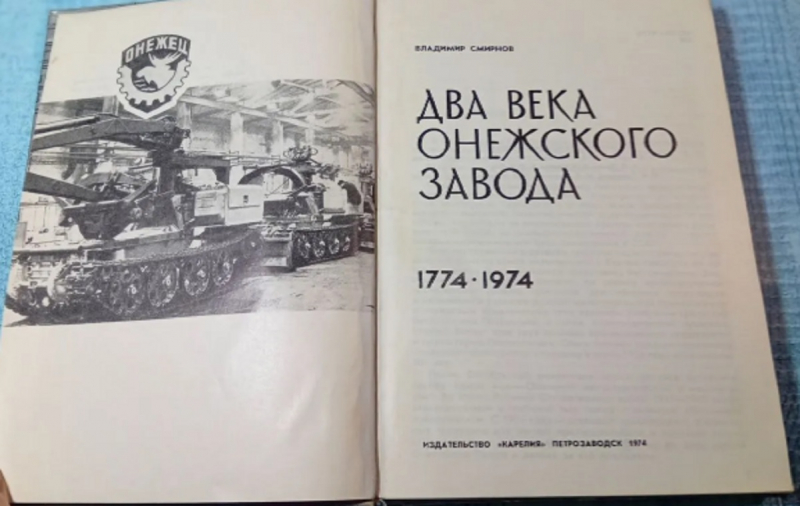 ОНЕЖЕЦ
ВЛАДИМИР СМИРНОВ
ДВА ВЕКА
ОНЕЖСКОГО
ЗАВОДА
1774·1974
ИЗДАТЕЛЬСТВО «КАРЕЛИЯ» ПЕТРОЗАВОДСК 1974